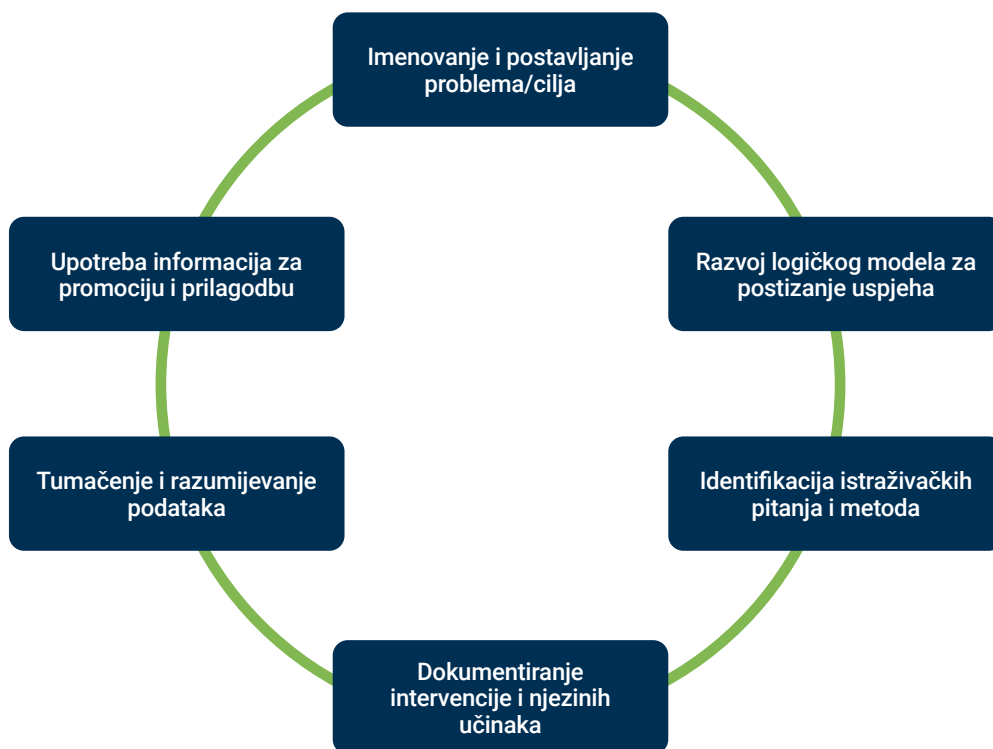 Imenovanje i postavljanje
problema/cilja
Razvoj logičkog modela za
postizanje uspjeha
Identifikacija istraživačkih
pitanja i metoda
Dokumentiranje
intervencije i njezinih
učinaka
Tumačenje i razumijevanje
podataka
Upotreba informacija za
promociju i prilagodbu